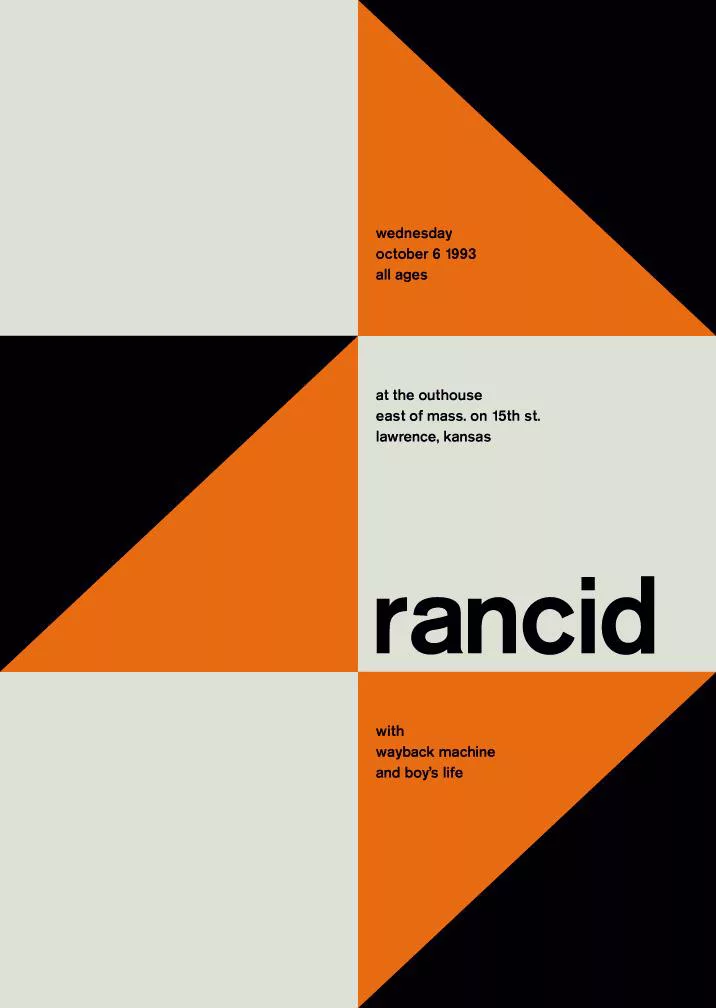 wednesday
october 6 1993
all ages
at the outhouse
east of mass. on 15th st.
lawrence, kansas
rancid
with
wayback machine
and boy’s life